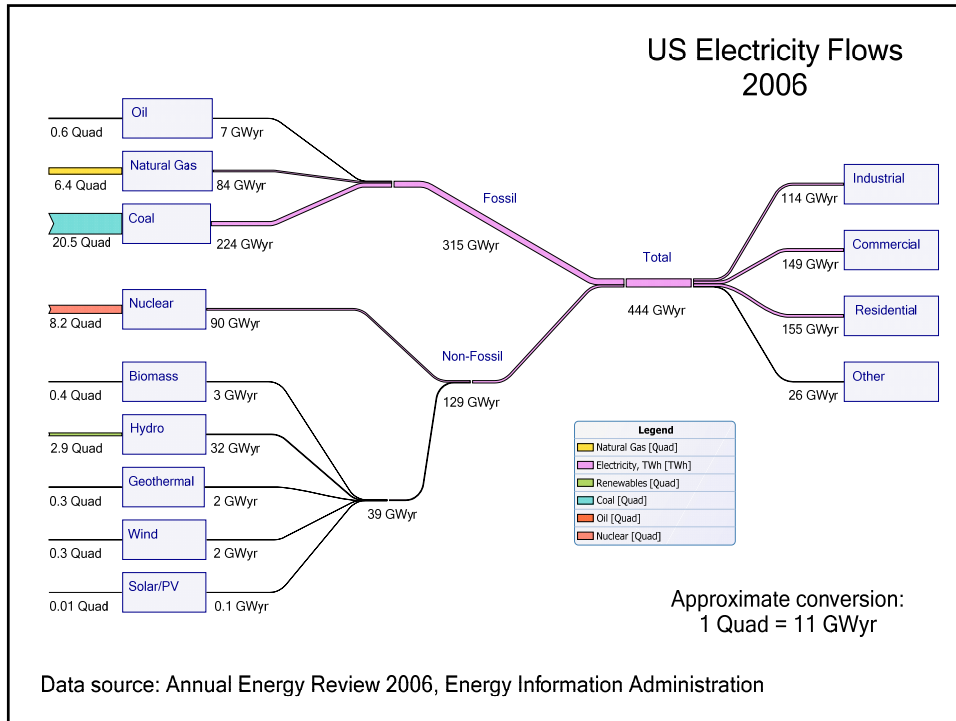 US Electricity Flows
2006
Oil
0.6 Quad
7 GWyr
Natural Gas
6.4 Quad
84 GWyr
Coal
20.5 Quad
224 GWyr
Fossil
315 GWyr
Nuclear
8.2 Quad
90 GWyr
Non-Fossil
129 GWyr
Biomass
0.4 Quad
3 GWyr
Hydro
2.9 Quad
32 GWyr
Geothermal
0.3 Quad
2 GWyr
Wind
0.3 Quad
2 GWyr
Solar/PV
0.01 Quad
0.1 GWyr
39 GWyr
Total
444 GWyr
Industrial
114 GWyr
Commercial
149 GWyr
Residential
155 GWyr
Other
26 GWyr
Legend
Natural Gas [Quad]
Electricity, TWh [TWh]
Renewables [Quad]
Coal [Quad]
Oil [Quad]
Nuclear [Quad]
Approximate conversion:
1 Quad = 11 GWyr
Data source: Annual Energy Review 2006, Energy Information Administration